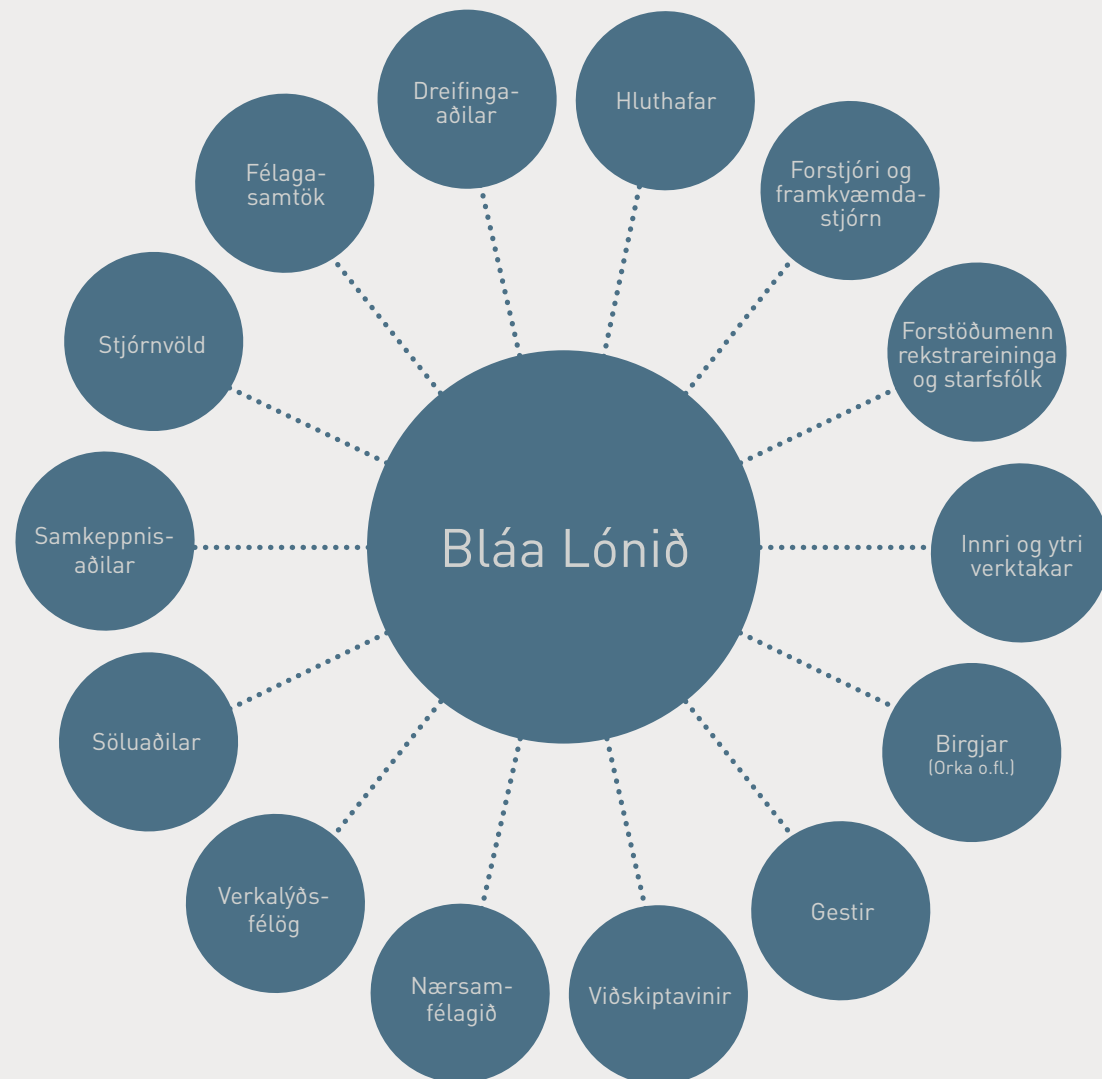 Dreifinga-
aðilar
Hluthafar
Forstjóri og
framkvæmda-
stjórn
Félaga-
samtök
Forstöðumenn
rekstrareininga
og starfsfólk
Stjórnvöld
Samkeppnis-
aðilar
Bláa Lónið
Innri og ytri
verktakar
Söluaðilar
Birgjar
(Orka o.fl.)
Verkalýðs-
félög
Gestir
Nærsam-
félagið
Viðskiptavinir